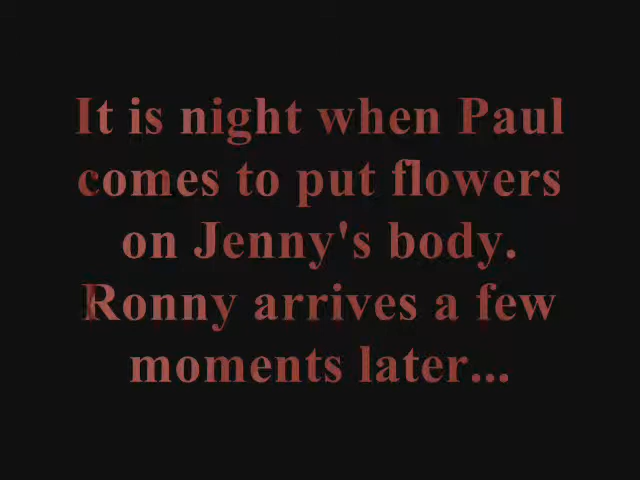 It is night when Paul
comes to put flowers
on Jenny's body.
Ronny arrives a few
moments later...